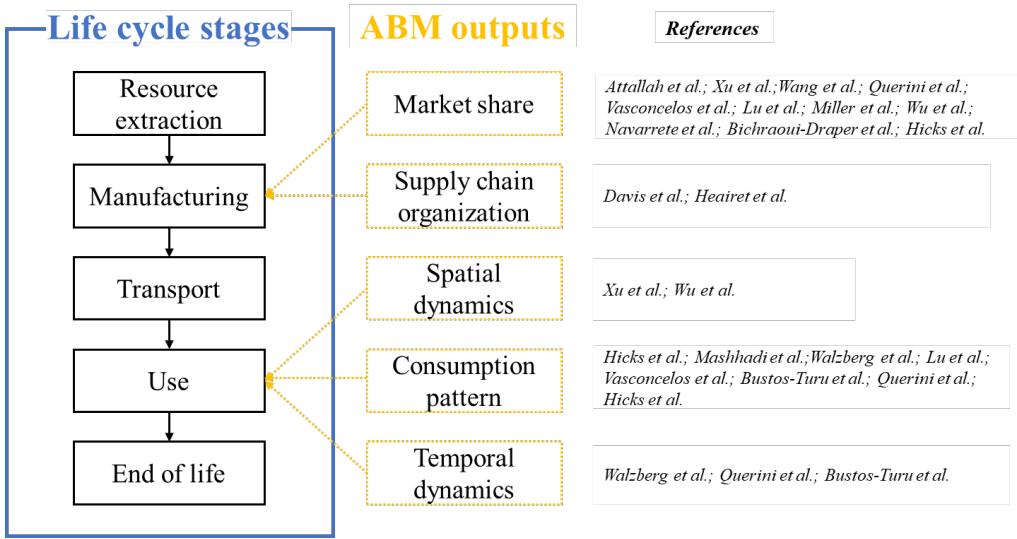 Life cycle stages
ABM outputs
References
Resource
extraction
Market share
Attallah et al.; Xu et al.;Wang et al.; Querini et al.;
Vasconcelos et al.; Lu et al.; Miller et al.; Wu et al.;
Navarrete et al.; Bichraoui-Draper et al.; Hicks et al.
Manufacturing
Supply chain
organization
Davis et al.; Heairet et al.
Transport
Spatial
dynamics
Xu et al.; Wu et al.
Use
Consumption
pattern
Hicks et al.; Mashhadi et al.;Walzberg et al.; Lu et al.;
Vasconcelos et al.; Bustos-Turu et al.; Querini et al.;
Hicks et al.
End of life
Temporal
dynamics
Walzberg et al.; Querini et al.; Bustos-Turu et al.